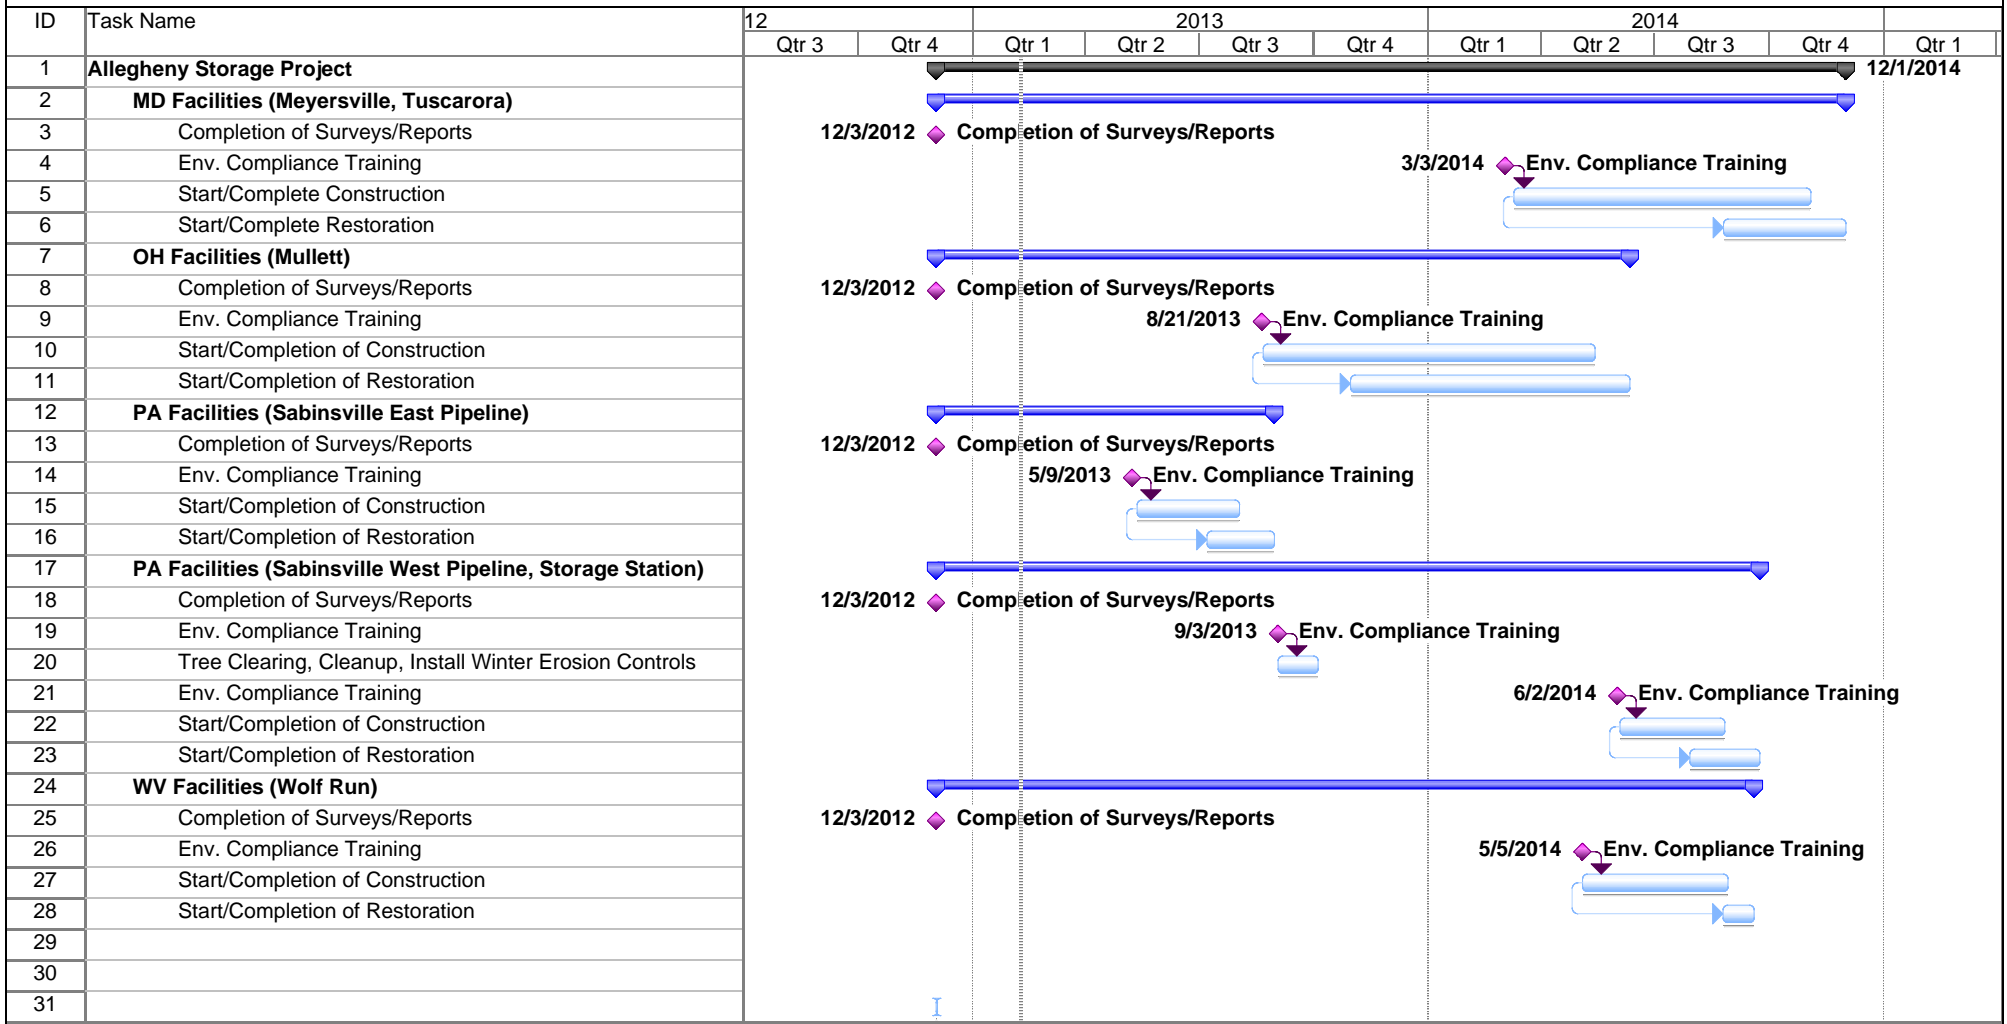 ID Task Name 12 2013 2014
Qtr 3 Qtr 4 Qtr 1 Qtr 2 Qtr 3 Qtr 4 Qtr 1 Qtr 2 Qtr 3 Qtr 4 Qtr 1
1 Allegheny Storage Project 12/1/2014
2 MD Facilities (Meyersville, Tuscarora)
3 Completion of Surveys/Reports 12/3/2012 Completion of Surveys/Reports
4 Env. Compliance Training 3/3/2014 Env. Compliance Training
5 Start/Complete Construction
6 Start/Complete Restoration
7 OH Facilities (Mullett)
8 Completion of Surveys/Reports 12/3/2012 Completion of Surveys/Reports
9 Env. Compliance Training 8/21/2013 Env. Compliance Training
10 Start/Completion of Construction
11 Start/Completion of Restoration
12 PA Facilities (Sabinsville East Pipeline)
13 Completion of Surveys/Reports 12/3/2012 Completion of Surveys/Reports
14 Env. Compliance Training 5/9/2013 Env. Compliance Training
15 Start/Completion of Construction
16 Start/Completion of Restoration
17 PA Facilities (Sabinsville West Pipeline, Storage Station)
18 Completion of Surveys/Reports 12/3/2012 Completion of Surveys/Reports
19 Env. Compliance Training 9/3/2013 Env. Compliance Training
20 Tree Clearing, Cleanup, Install Winter Erosion Controls
21 Env. Compliance Training 6/2/2014 Env. Compliance Training
22 Start/Completion of Construction
23 Start/Completion of Restoration
24 WV Facilities (Wolf Run)
25 Completion of Surveys/Reports 12/3/2012 Completion of Surveys/Reports
26 Env. Compliance Training 5/5/2014 Env. Compliance Training
27 Start/Completion of Construction
28 Start/Completion of Restoration
29
30
31